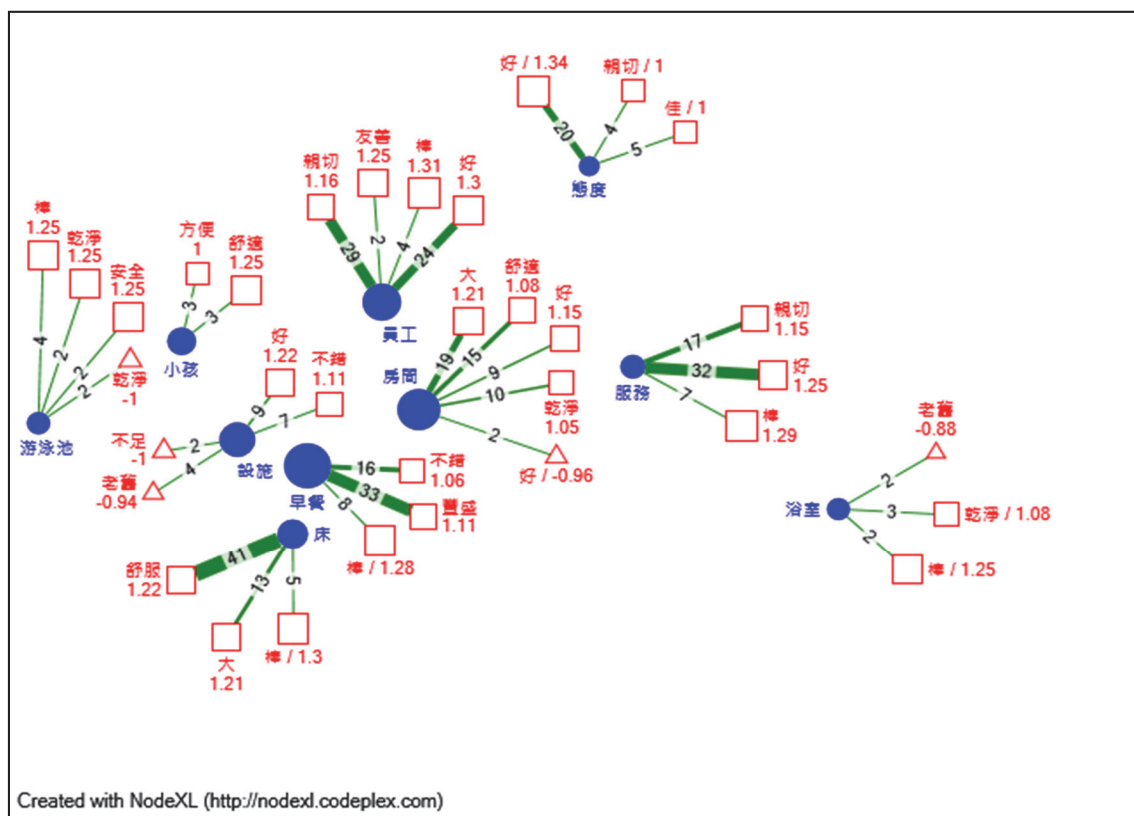 好 / 1.34
親切 / 1
佳 / 1
20
4
5
態度
親切
1.16
友善
1.25
棒
1.31
好
1.3
29
2
4
24
員工
棒
1.25
乾淨
1.25
安全
1.25
乾淨
-1
4
2
2
2
游泳池
方便
1
舒適
1.25
3
3
小孩
大
1.21
舒適
1.08
好
1.15
乾淨
1.05
好 / -0.96
19
15
9
10
2
房間
親切
1.15
好
1.25
棒
1.29
17
32
7
服務
好
1.22
不錯
1.11
不足
-1
老舊
-0.94
9
7
2
4
設施
不錯
1.06
豐盛
1.11
棒 / 1.28
16
33
8
早餐
床
41
13
5
舒服
1.22
大
1.21
棒 / 1.3
老舊
-0.88
乾淨 / 1.08
棒 / 1.25
2
3
2
浴室
Created with NodeXL (http://nodexl.codeplex.com)